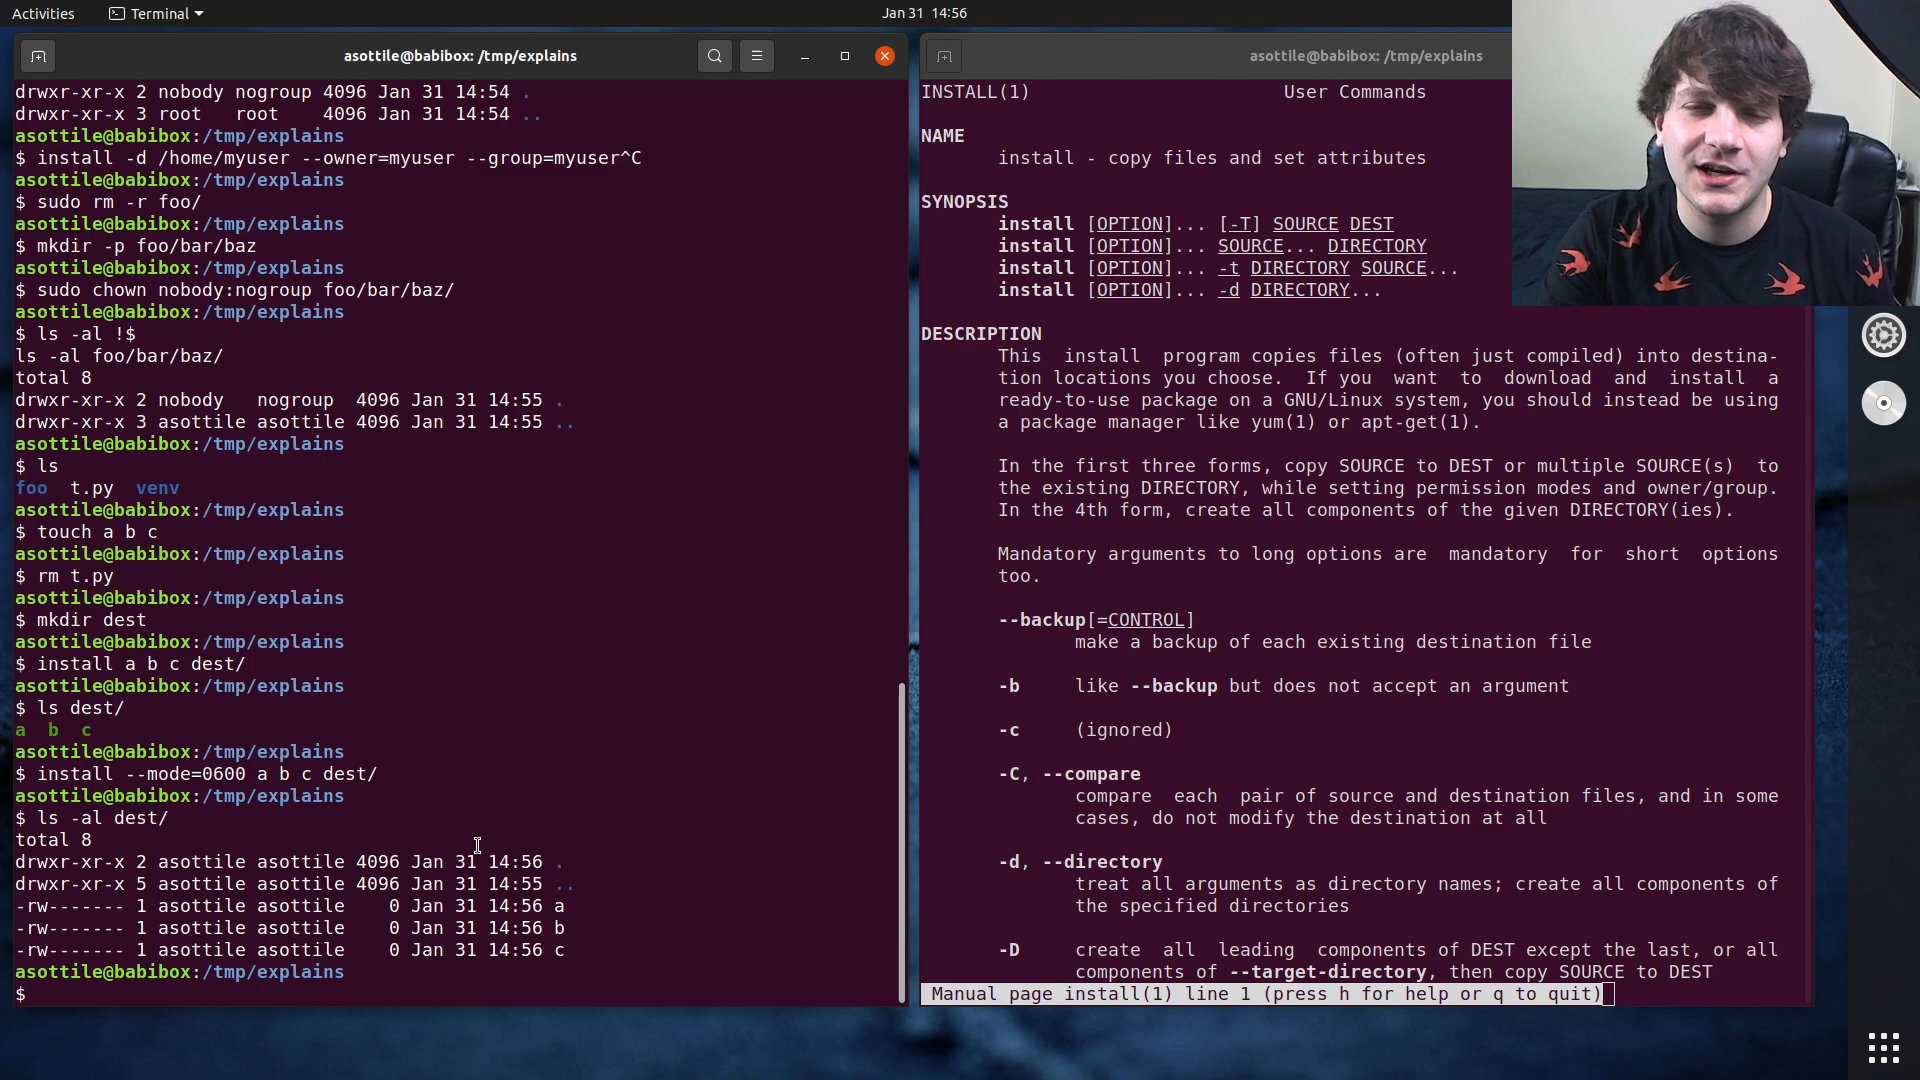 Activities
Terminal
Jan 31 14:56
asottile@babibox: /tmp/explains
drwxr-xr-x 2 nobody nogroup 4096 Jan 31 14:54 .
drwxr-xr-x 3 root   root    4096 Jan 31 14:54 ..
asottile@babibox:/tmp/explains
$ install -d /home/myuser --owner=myuser --group=myuser^C
asottile@babibox:/tmp/explains
$ sudo rm -r foo/
asottile@babibox:/tmp/explains
$ mkdir -p foo/bar/baz
asottile@babibox:/tmp/explains
$ sudo chown nobody:nogroup foo/bar/baz/
asottile@babibox:/tmp/explains
$ ls -al !$
ls -al foo/bar/baz/
total 8
drwxr-xr-x 2 nobody   nogroup  4096 Jan 31 14:55 .
drwxr-xr-x 3 asottile asottile 4096 Jan 31 14:55 ..
asottile@babibox:/tmp/explains
$ ls
foo  t.py  venv
asottile@babibox:/tmp/explains
$ touch a b c
asottile@babibox:/tmp/explains
$ rm t.py
asottile@babibox:/tmp/explains
$ mkdir dest
asottile@babibox:/tmp/explains
$ install a b c dest/
asottile@babibox:/tmp/explains
$ ls dest/
a  b  c
asottile@babibox:/tmp/explains
$ install --mode=0600 a b c dest/
asottile@babibox:/tmp/explains
$ ls -al dest/
total 8
drwxr-xr-x 2 asottile asottile 4096 Jan 31 14:56 .
drwxr-xr-x 5 asottile asottile 4096 Jan 31 14:55 ..
-rw------- 1 asottile asottile    0 Jan 31 14:56 a
-rw------- 1 asottile asottile    0 Jan 31 14:56 b
-rw------- 1 asottile asottile    0 Jan 31 14:56 c
asottile@babibox:/tmp/explains
$
asottile@babibox: /tmp/explains
INSTALL(1)                       User Commands
NAME
install - copy files and set attributes
SYNOPSIS
install [OPTION]... [-T] SOURCE DEST
install [OPTION]... SOURCE... DIRECTORY
install [OPTION]... -t DIRECTORY SOURCE...
install [OPTION]... -d DIRECTORY...
DESCRIPTION
This  install  program copies files (often just compiled) into destina-
tion locations you choose.  If you  want  to  download  and  install  a
ready-to-use package on a GNU/Linux system, you should instead be using
a package manager like yum(1) or apt-get(1).
In the first three forms, copy SOURCE to DEST or multiple SOURCE(s)  to
the existing DIRECTORY, while setting permission modes and owner/group.
In the 4th form, create all components of the given DIRECTORY(ies).
Mandatory arguments to long options are  mandatory  for  short  options
too.
--backup[=CONTROL]
make a backup of each existing destination file
-b     like --backup but does not accept an argument
-c     (ignored)
-C, --compare
compare  each  pair of source and destination files, and in some
cases, do not modify the destination at all
-d, --directory
treat all arguments as directory names; create all components of
the specified directories
-D     create  all  leading  components of DEST except the last, or all
components of --target-directory, then copy SOURCE to DEST
Manual page install(1) line 1 (press h for help or q to quit)